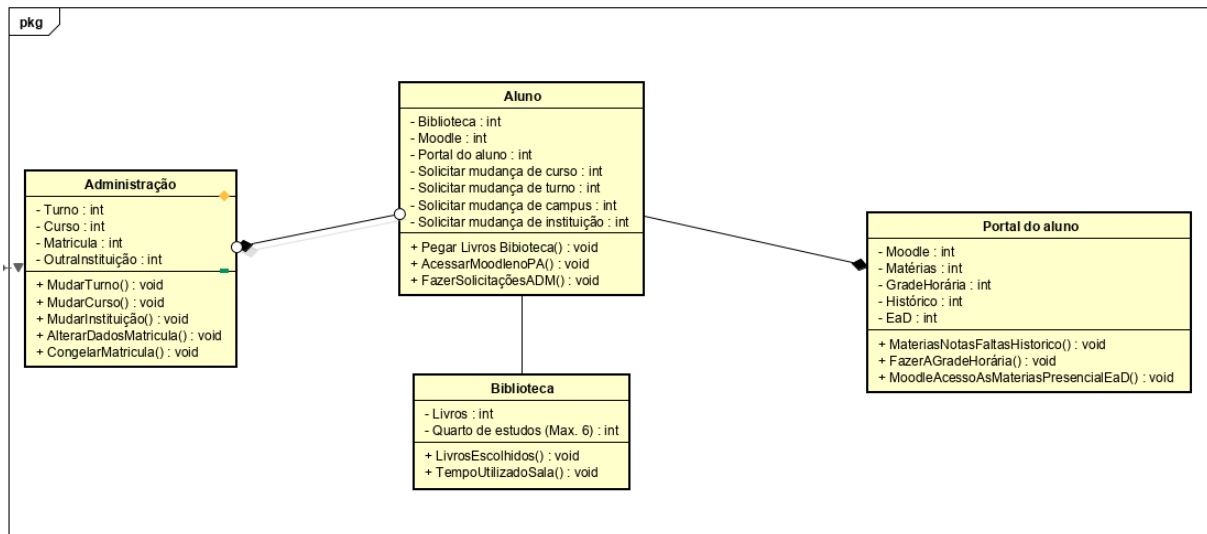 pkg
Aluno
- Biblioteca : int
- Moodle : int
- Portal do aluno : int
- Solicitar mudança de curso : int
- Solicitar mudança de turno : int
- Solicitar mudança de campus : int
- Solicitar mudança de instituição : int
+ Pegar Livros Bibioteca() : void
+ AcessarMoodlenoPA() : void
+ FazerSolicitaçõesADM() : void
Administração
- Turno : int
- Curso : int
- Matricula : int
- OutraInstituição : int
+ MudarTurno() : void
+ MudarCurso() : void
+ MudarInstituição() : void
+ AlterarDadosMatricula() : void
+ CongelarMatricula() : void
Portal do aluno
- Moodle : int
- Matérias : int
- GradeHorária : int
- Histórico : int
- EaD : int
+ MateriasNotasFaltasHistorico() : void
+ FazerAGradeHorária() : void
+ MoodleAcessoAsMateriasPresencialEaD() : void
Biblioteca
- Livros : int
- Quarto de estudos (Max. 6) : int
+ LivrosEscolhidos() : void
+ TempoUtilizadoSala() : void